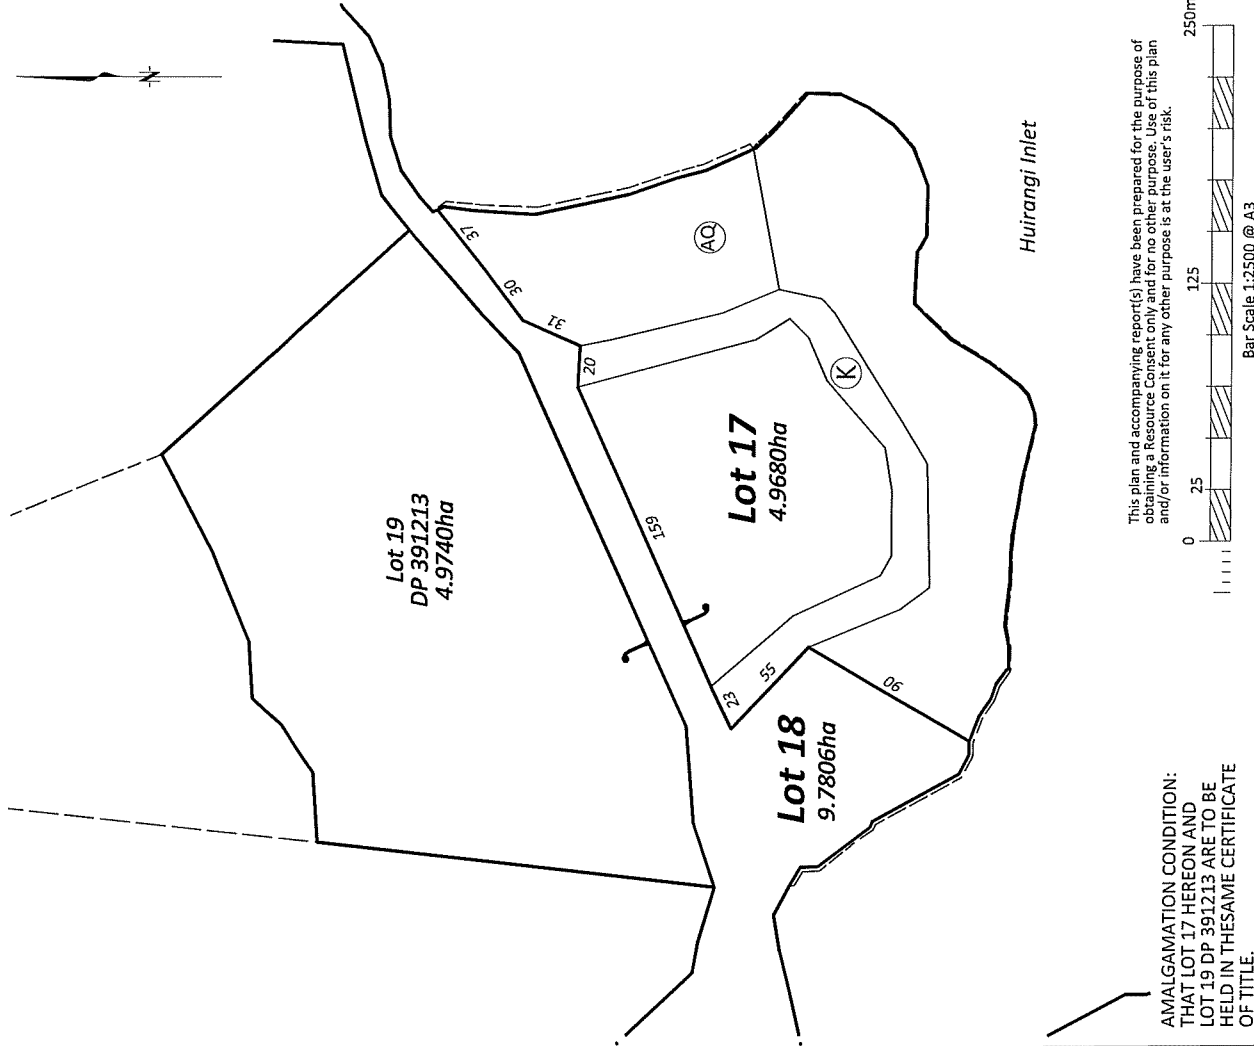 N
Lot 19
DP 391213
4.9740ha
37
30
31
20
AQ
159
K
Lot 17
4.9680ha
23
55
90
Lot 18
9.7806ha
Huirangi Inlet
AMALGAMATION CONDITION:
THAT LOT 17 HEREON AND
LOT 19 DP 391213 ARE TO BE
HELD IN THESAME CERTIFICATE
OF TITLE.
This plan and accompanying report(s) have been prepared for the purpose of
obtaining a Resource Consent only and for no other purpose. Use of this plan
and/or information on it for any other purpose is at the user's risk.
0 25 125 250m
Bar Scale 1:2500 @ A3